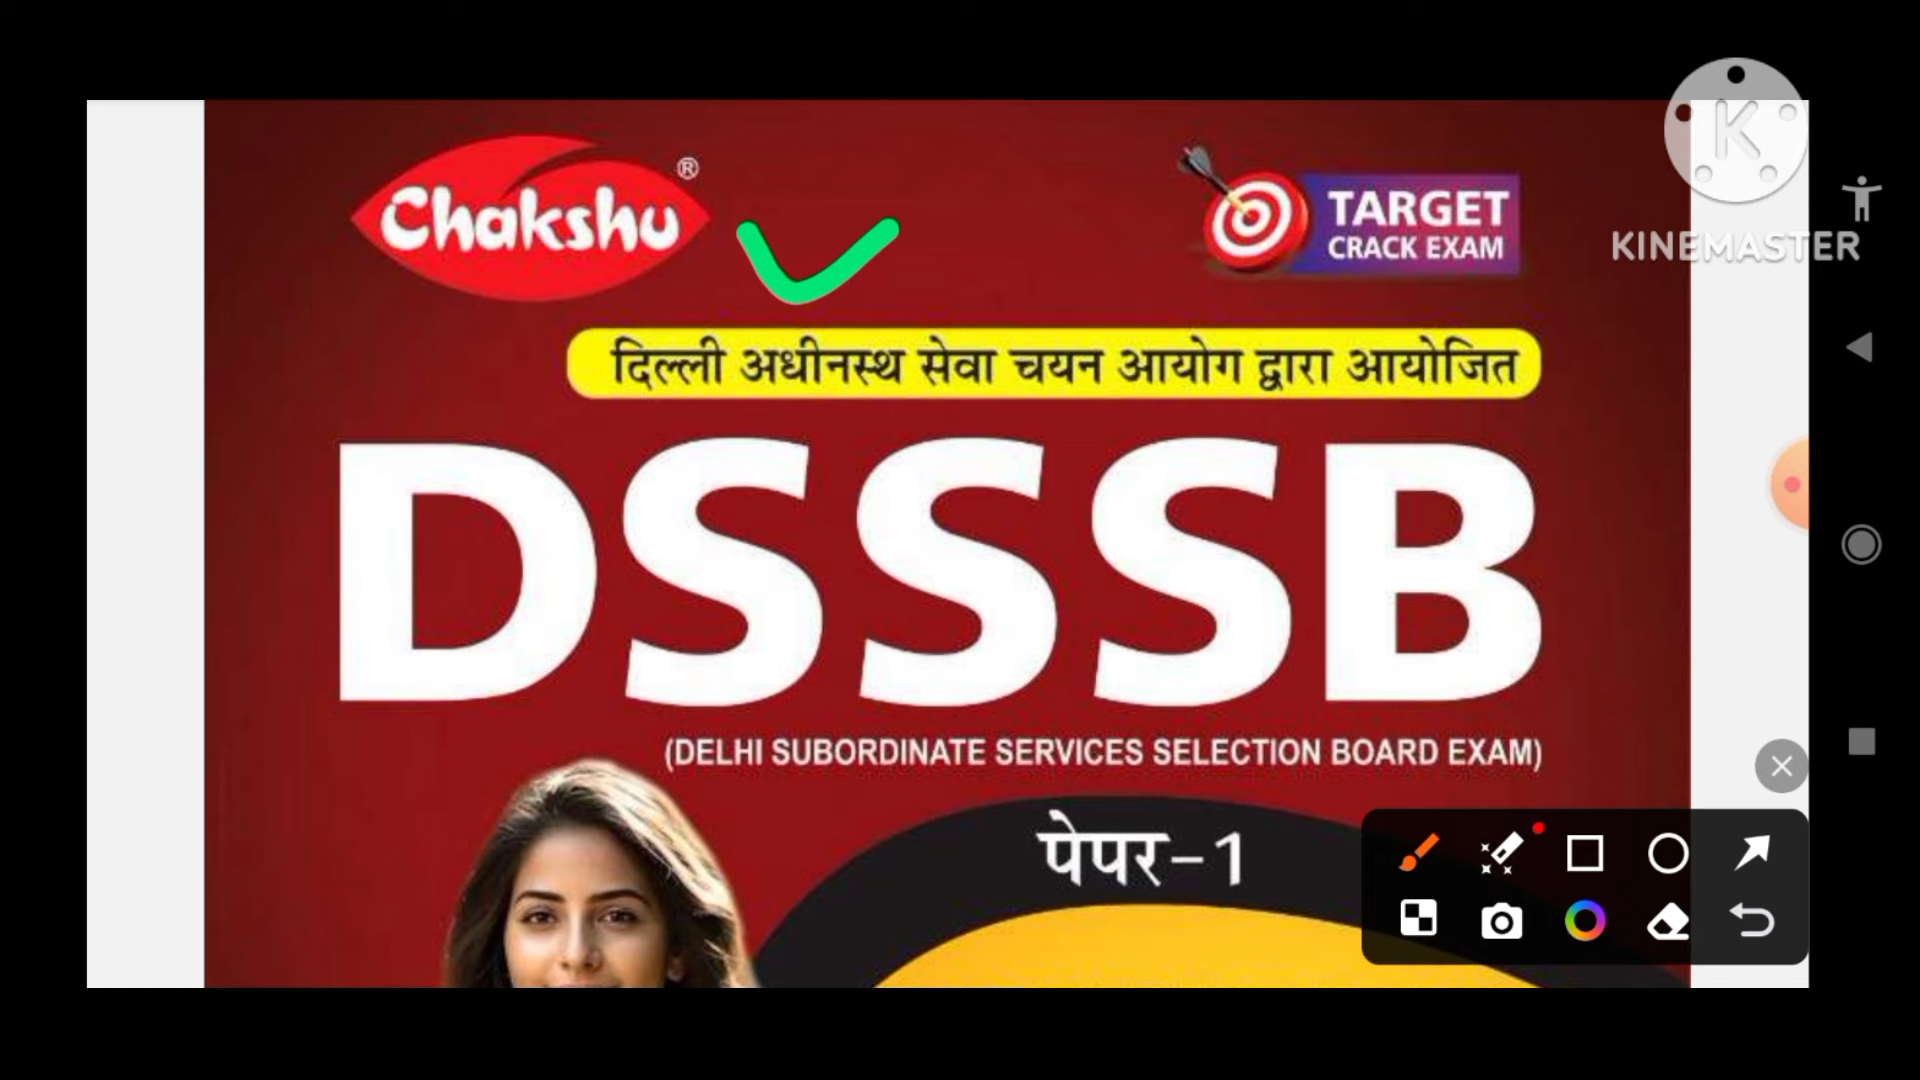 Chakshu®
TARGET
CRACK EXAM
K
KINEMASTER
दिल्ली अधीनस्थ सेवा चयन आयोग द्वारा आयोजित
DSSSB
(DELHI SUBORDINATE SERVICES SELECTION BOARD EXAM)
पेपर-1